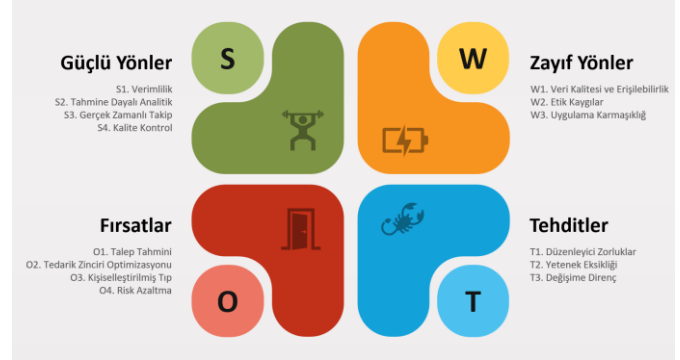 Güçlü Yönler
S1. Verimlilik
S2. Tahmine Dayalı Analitik
S3. Gerçek Zamanlı Takip
S4. Kalite Kontrol
S
W
Zayıf Yönler
W1. Veri Kalitesi ve Erişilebilirlik
W2. Etik Kaygılar
W3. Uygulama Karmaşıklığ
Fırsatlar
O1. Talep Tahmini
O2. Tedarik Zinciri Optimizasyonu
O3. Kişiselleştirilmiş Tıp
O4. Risk Azaltma
O
T
Tehditler
T1. Düzenleyici Zorluklar
T2. Yetenek Eksikliği
T3. Değişime Direnç